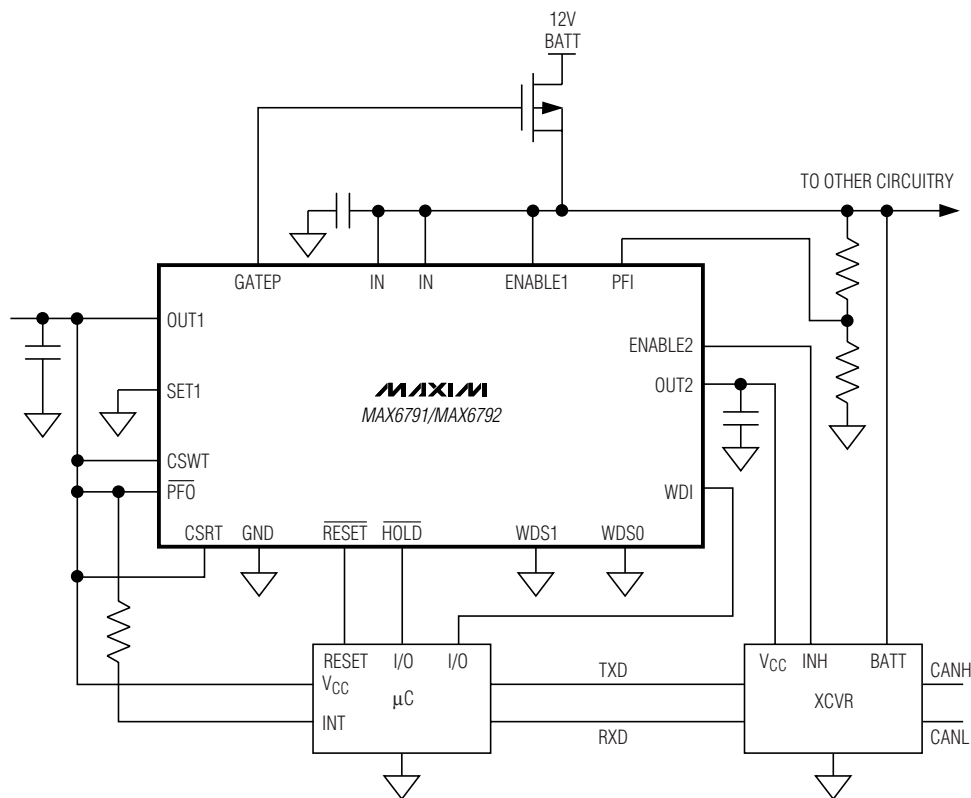 12V
BATT
TO OTHER CIRCUITRY
GATEP
IN
IN
ENABLE1
PFI
OUT1
ENABLE2
SET1
MAXIM
OUT2
MAX6791/MAX6792
CSWT
PFO
WDI
CSRT
GND
RESET
HOLD
WDS1
WDS0
RESET
I/O
I/O
VCC
μC
INT
TXD
RXD
VCC
INH
BATT
XCVR
CANH
CANL